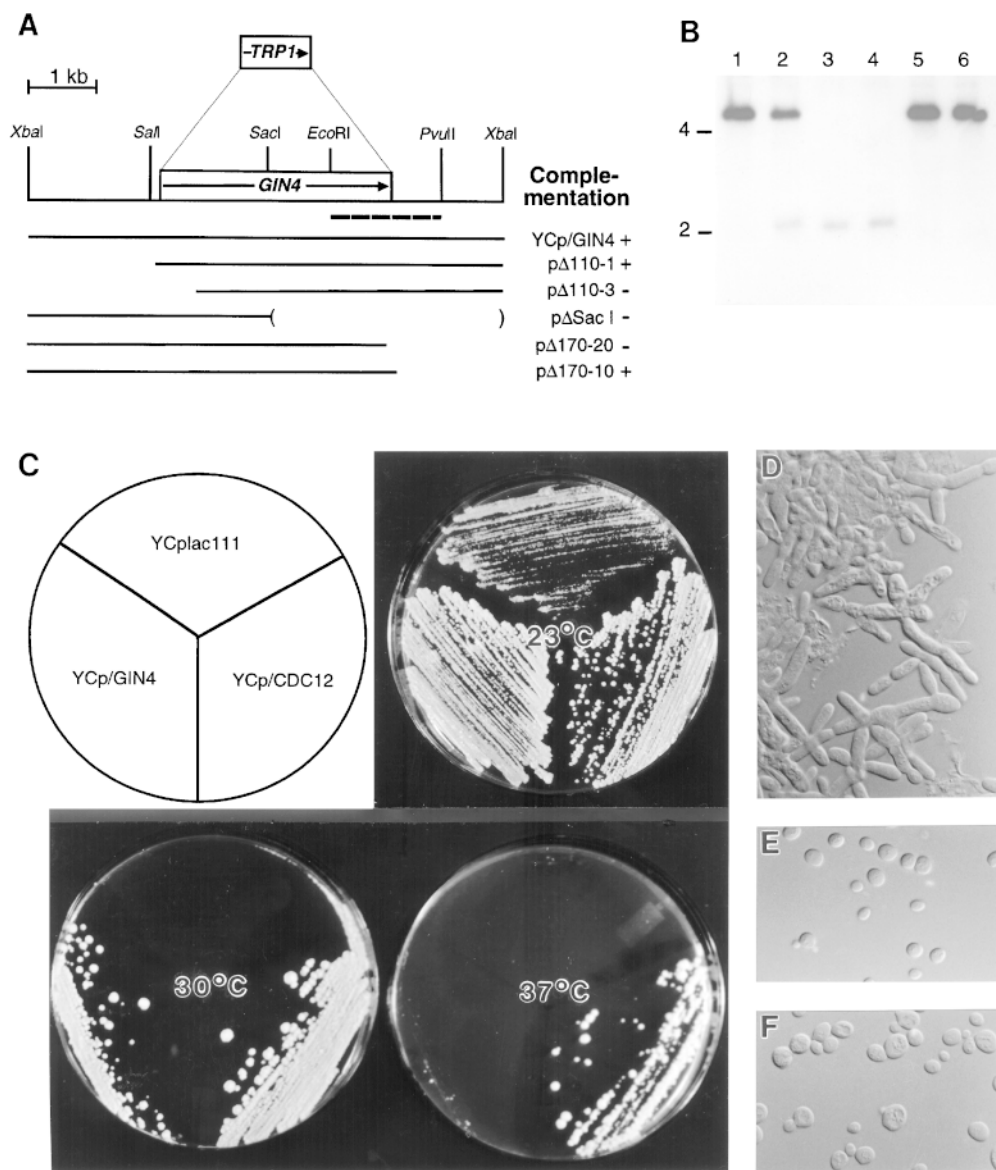 A
TRP1
1 kb
XbaI SalI SacI EcoRI PvuII XbaI
GIN4
Comple-
mentation
YCp/GIN4 +
pΔ110-1 +
pΔ110-3 -
( ) pΔSac I -
pΔ170-20 -
pΔ170-10 +
B
1 2 3 4 5 6
4
2
C
YCplac111
YCp/GIN4
YCp/CDC12
23°C
30°C
37°C
D
E
F